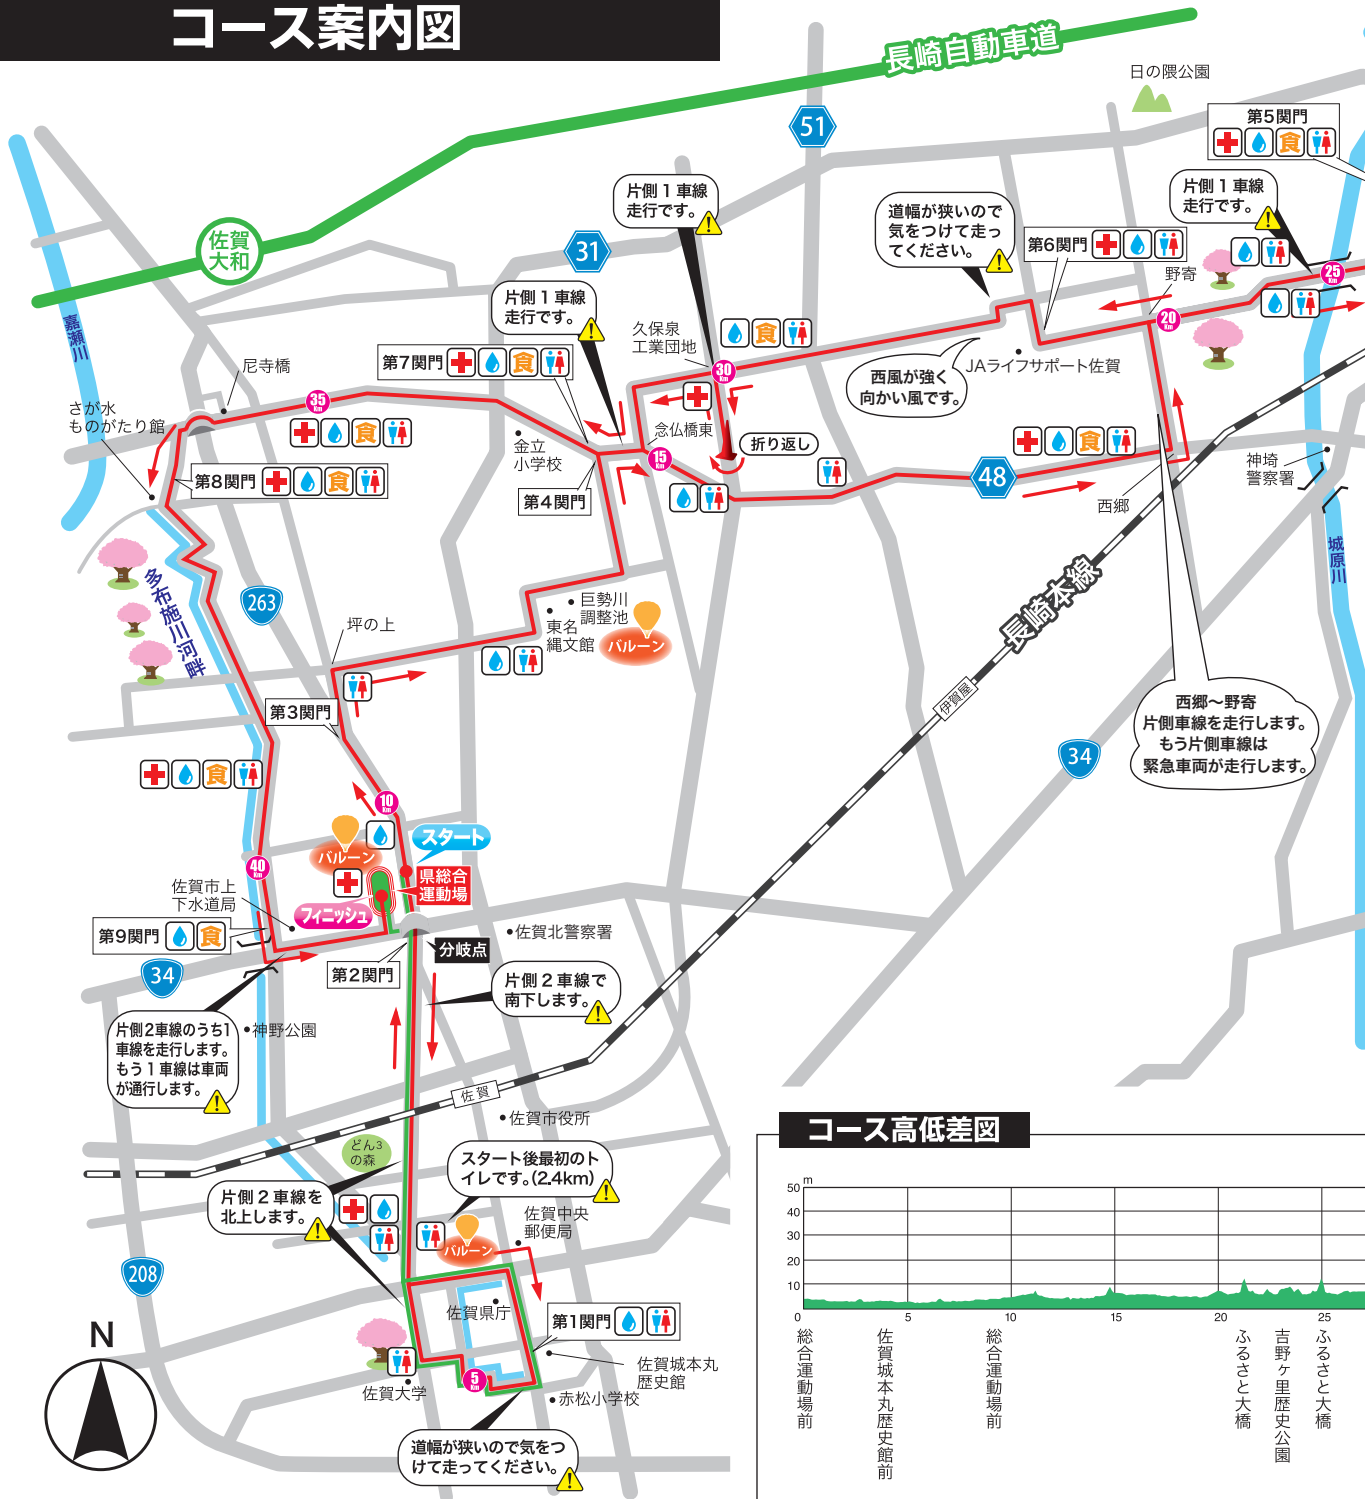 コース案内図
長崎自動車道
日の隈公園
51
第5関門
食
片側1車線
走行です。
片側1車線
走行です。
道幅が狭いので
気をつけて走っ
てください。
佐賀
大和
31
第6関門
野寄
25
Km
片側1車線
走行です。
嘉瀬川
久保泉
工業団地
食
20
Km
第7関門
食
尼寺橋
30
Km
JAライフサポート佐賀
西風が強く
向かい風です。
さが水
ものがたり館
35
Km
食
金立
小学校
念仏橋東
折り返し
15
Km
食
神埼
警察署
第8関門
食
第4関門
48
西郷
城原川
多布施川河畔
263
長崎本線
巨勢川
調整池
東名
縄文館
バルーン
坪の上
伊賀屋
第3関門
西郷～野寄
片側車線を走行します。
もう片側車線は
緊急車両が走行します。
34
食
10
Km
スタート
バルーン
40
Km
県総合
運動場
佐賀市上
下水道局
フィニッシュ
第9関門
食
佐賀北警察署
分岐点
34
第2関門
片側2車線で
南下します。
片側2車線のうち1
車線を走行します。
もう1車線は車両
が通行します。
神野公園
佐賀
佐賀市役所
どん3
の森
スタート後最初のト
イレです。(2.4km)
片側2車線を
北上します。
佐賀中央
郵便局
バルーン
208
佐賀県庁
第1関門
N
佐賀城本丸
歴史館
佐賀大学
5
Km
赤松小学校
道幅が狭いので気をつ
けて走ってください。
コース高低差図
m
50
40
30
20
10
0
5
10
15
20
25
総合運動場前
佐賀城本丸歴史館前
総合運動場前
ふるさと大橋
吉野ヶ里歴史公園
ふるさと大橋